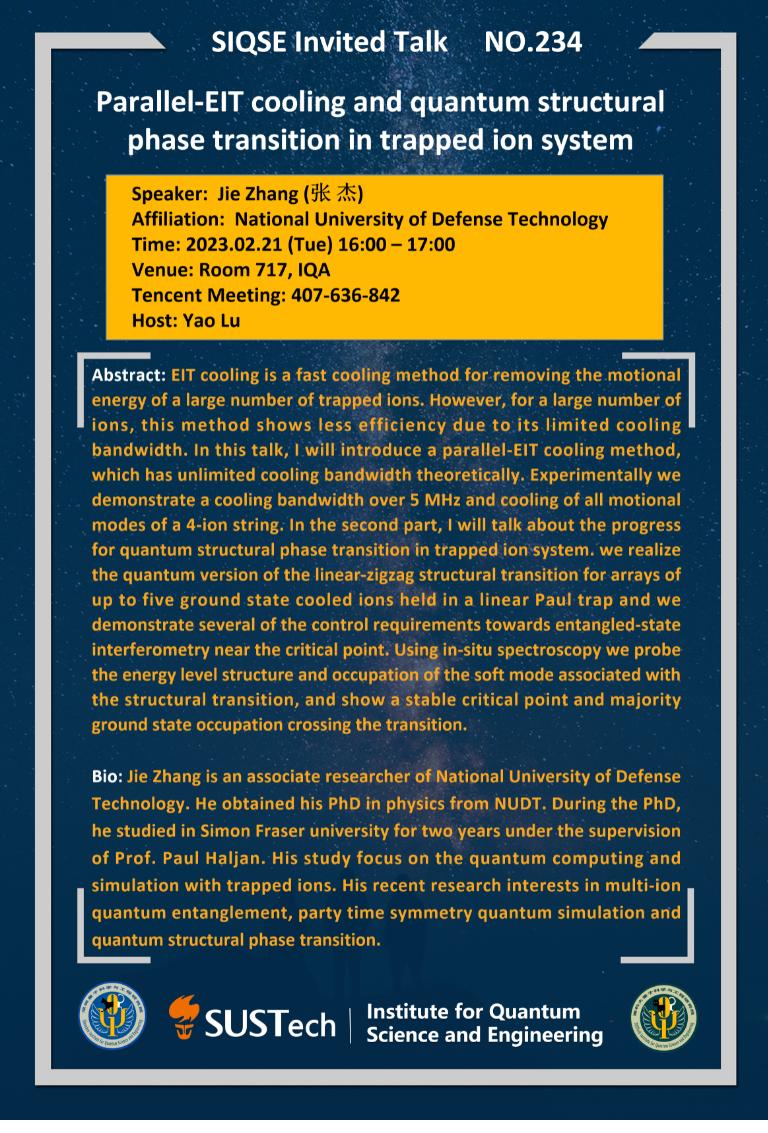 SIQSE Invited Talk NO.234
Parallel-EIT cooling and quantum structural
phase transition in trapped ion system
Speaker: Jie Zhang (张 杰)
Affiliation: National University of Defense Technology
Time: 2023.02.21 (Tue) 16:00 – 17:00
Venue: Room 717, IQA
Tencent Meeting: 407-636-842
Host: Yao Lu
Abstract: EIT cooling is a fast cooling method for removing the motional
energy of a large number of trapped ions. However, for a large number of
ions, this method shows less efficiency due to its limited cooling
bandwidth. In this talk, I will introduce a parallel-EIT cooling method,
which has unlimited cooling bandwidth theoretically. Experimentally we
demonstrate a cooling bandwidth over 5 MHz and cooling of all motional
modes of a 4-ion string. In the second part, I will talk about the progress
for quantum structural phase transition in trapped ion system. we realize
the quantum version of the linear-zigzag structural transition for arrays of
up to five ground state cooled ions held in a linear Paul trap and we
demonstrate several of the control requirements towards entangled-state
interferometry near the critical point. Using in-situ spectroscopy we probe
the energy level structure and occupation of the soft mode associated with
the structural transition, and show a stable critical point and majority
ground state occupation crossing the transition.
Bio: Jie Zhang is an associate researcher of National University of Defense
Technology. He obtained his PhD in physics from NUDT. During the PhD,
he studied in Simon Fraser university for two years under the supervision
of Prof. Paul Haljan. His study focus on the quantum computing and
simulation with trapped ions. His recent research interests in multi-ion
quantum entanglement, party time symmetry quantum simulation and
quantum structural phase transition.
SUSTech
Institute for Quantum
Science and Engineering